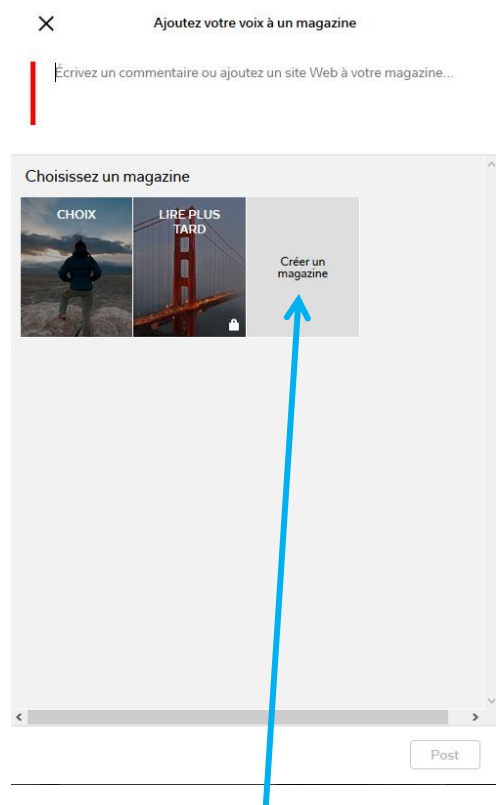 Ajoutez votre voix à un magazine
Écrivez un commentaire ou ajoutez un site Web à votre magazine...
Choisissez un magazine
CHOIX
LIRE PLUS
TARD
Créer un
magazine
Post